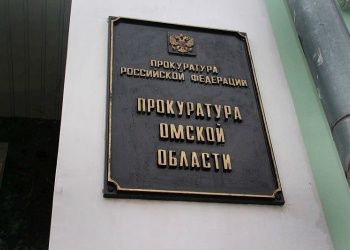 ПРОКУРАТУРА
РОССИЙСКОЙ ФЕДЕРАЦИИ
ПРОКУРАТУРА
ОМСКОЙ
ОБЛАСТИ